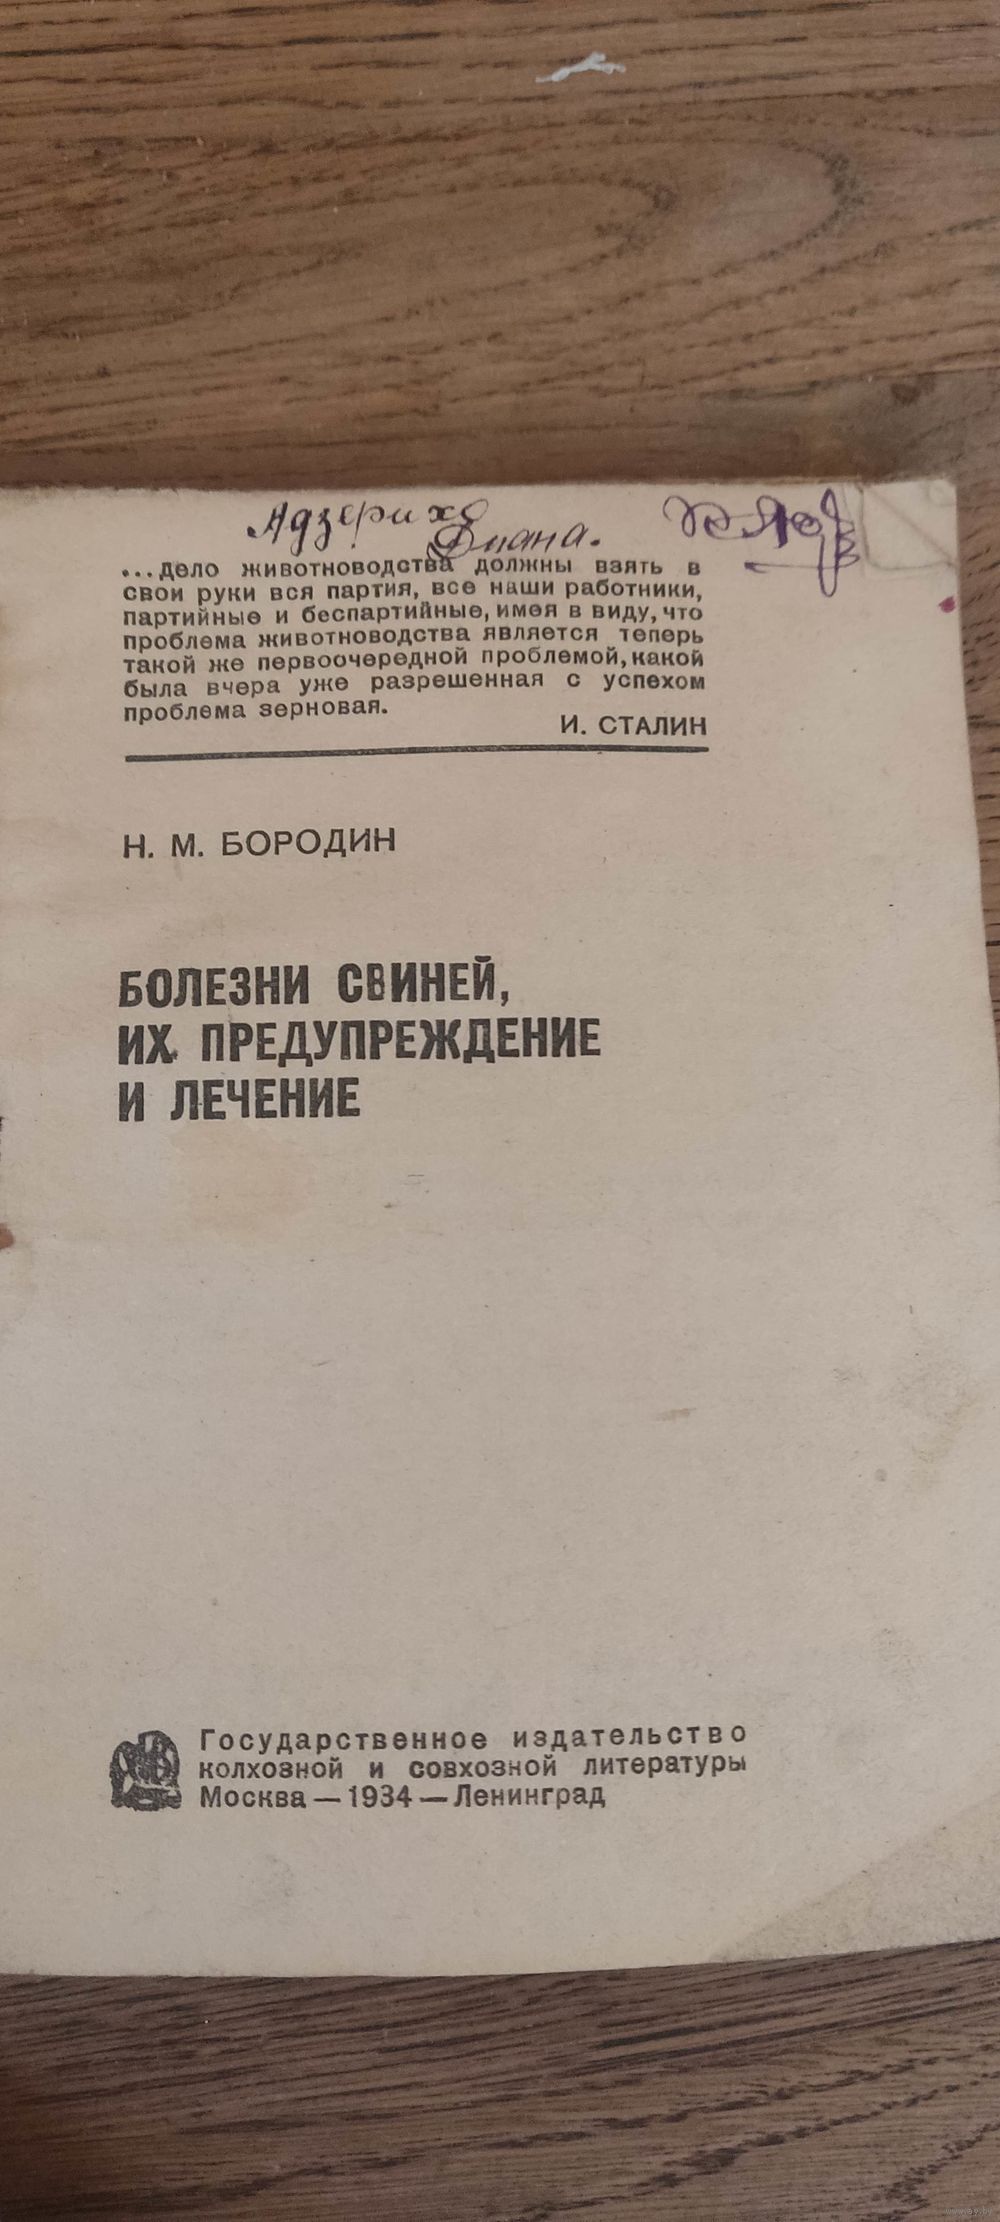 Адзерихо
Диана.
...дело животноводства должны взять в
свои руки вся партия, все наши работники,
партийные и беспартийные, имея в виду, что
проблема животноводства является теперь
такой же первоочередной проблемой, какой
была вчера уже разрешенная с успехом
проблема зерновая.
И. СТАЛИН
Н. М. БОРОДИН
БОЛЕЗНИ СВИНЕЙ,
ИХ ПРЕДУПРЕЖДЕНИЕ
И ЛЕЧЕНИЕ
Государственное издательство
колхозной и совхозной литературы
Москва — 1934 — Ленинград